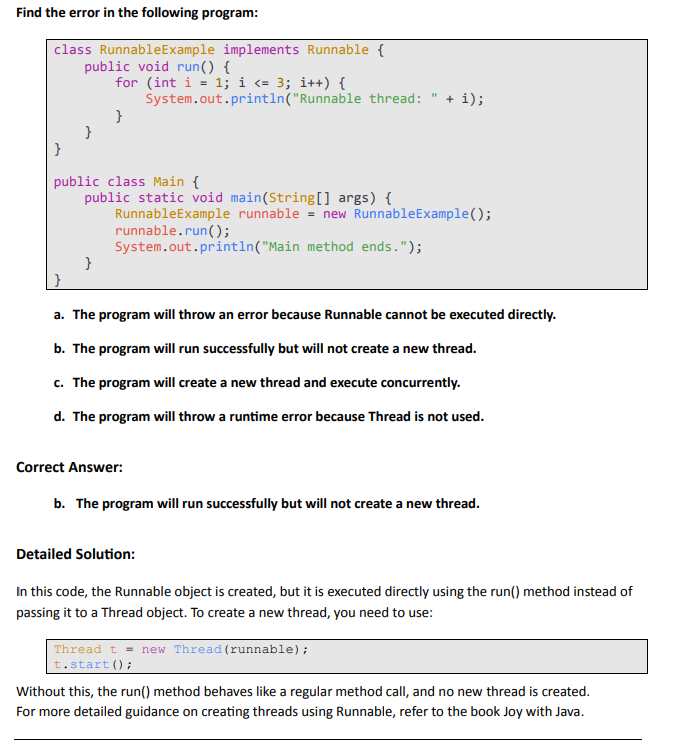 Find the error in the following program:
class RunnableExample implements Runnable {
public void run() {
for (int i = 1; i <= 3; i++) {
System.out.println("Runnable thread: " + i);
}
}
}
public class Main {
public static void main(String[] args) {
RunnableExample runnable = new RunnableExample();
runnable.run();
System.out.println("Main method ends.");
}
}
a. The program will throw an error because Runnable cannot be executed directly.
b. The program will run successfully but will not create a new thread.
c. The program will create a new thread and execute concurrently.
d. The program will throw a runtime error because Thread is not used.
Correct Answer:
b. The program will run successfully but will not create a new thread.
Detailed Solution:
In this code, the Runnable object is created, but it is executed directly using the run() method instead of
passing it to a Thread object. To create a new thread, you need to use:
Thread t = new Thread(runnable);
t.start();
Without this, the run() method behaves like a regular method call, and no new thread is created.
For more detailed guidance on creating threads using Runnable, refer to the book Joy with Java.